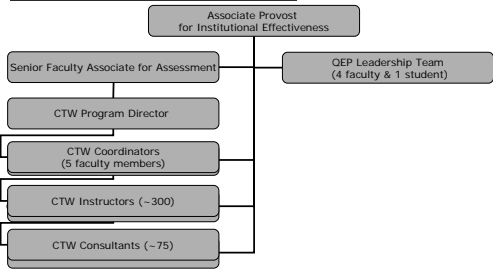 Associate Provost
for Institutional Effectiveness
Senior Faculty Associate for Assessment
QEP Leadership Team
(4 faculty & 1 student)
CTW Program Director
CTW Coordinators
(5 faculty members)
CTW Instructors (~300)
CTW Consultants (~75)